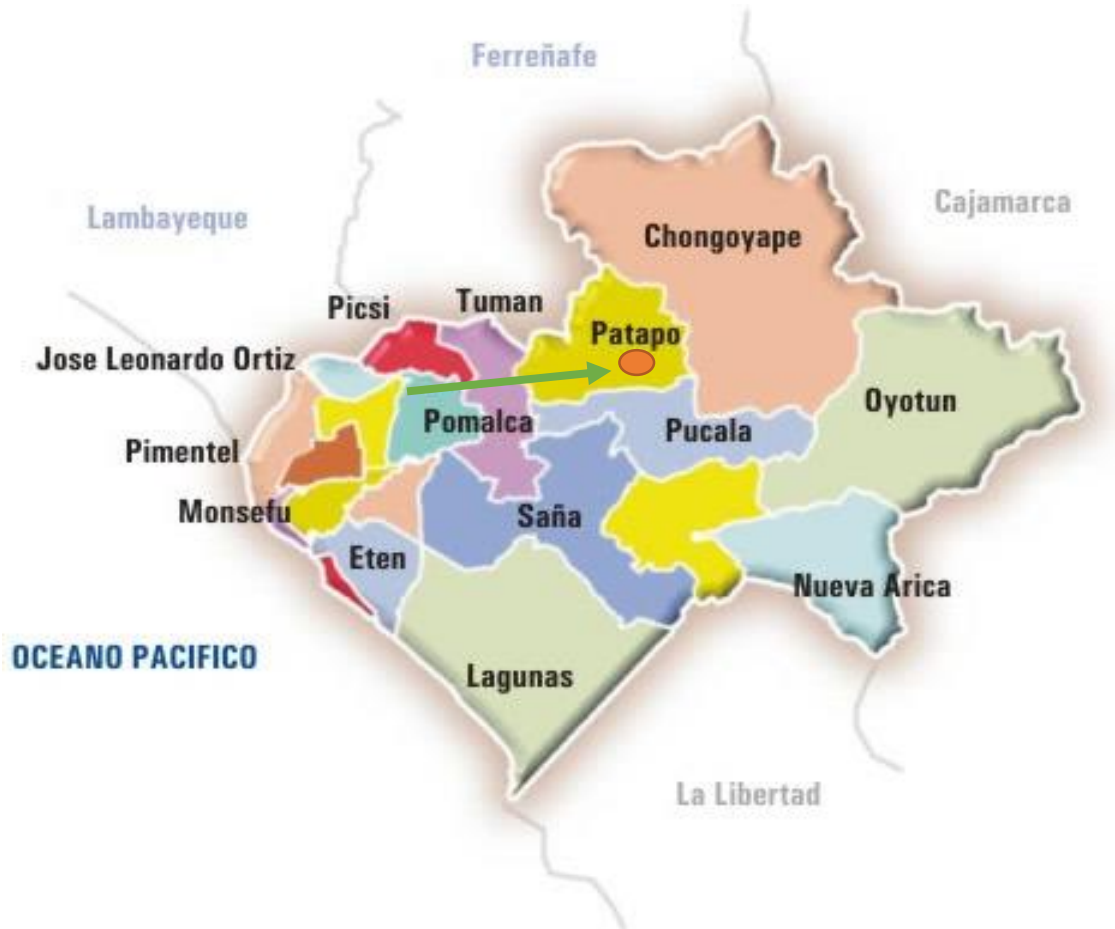 Ferreñafe
Cajamarca
Lambayeque
Chongoyape
Picsi
Tuman
Patapo
Jose Leonardo Ortiz
Oyotun
Pomalca
Pucala
Pimentel
Monsefu
Saña
Eten
Nueva Arica
OCEANO PACIFICO
Lagunas
La Libertad